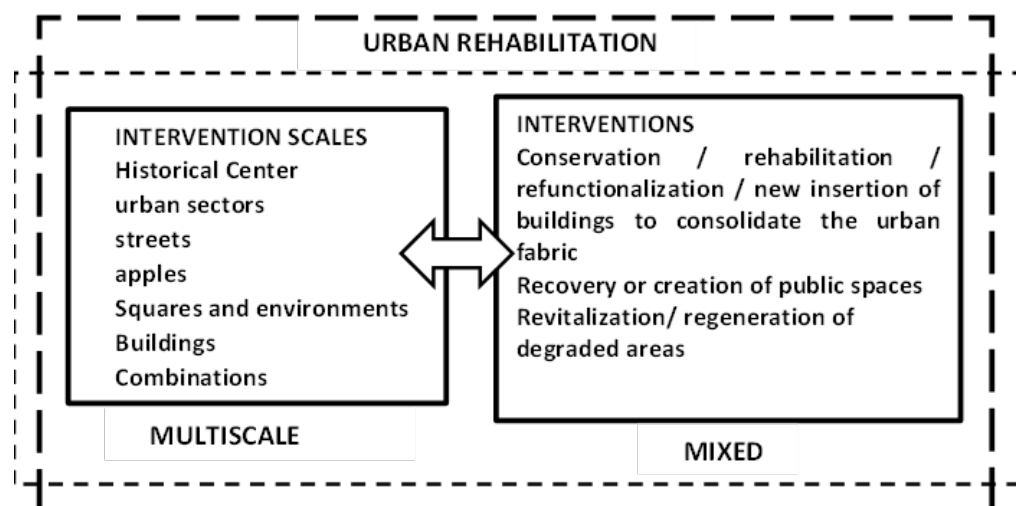 URBAN REHABILITATION
INTERVENTION SCALES
Historical Center
urban sectors
streets
apples
Squares and environments
Buildings
Combinations
MULTISCALE
INTERVENTIONS
Conservation / rehabilitation /
refunctionalization / new insertion of
buildings to consolidate the urban
fabric
Recovery or creation of public spaces
Revitalization/ regeneration of
degraded areas
MIXED